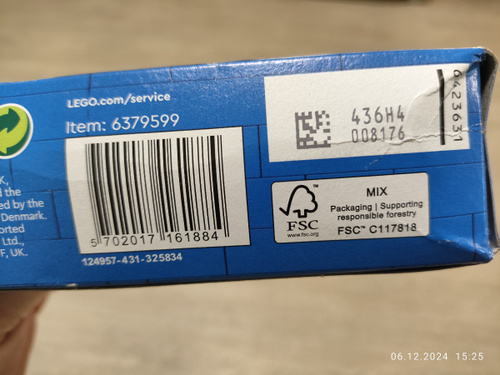 LEGO.com/service
Item: 6379599
5 702017 161884
124957-431-325834
436H4
008176
6423631
MIX
Packaging | Supporting
responsible forestry
FSC™ C117818
FSC
www.fsc.org
K,
d the
ed by the
Denmark.
orted
Ltd.,
F, UK.
06.12.2024 15:25